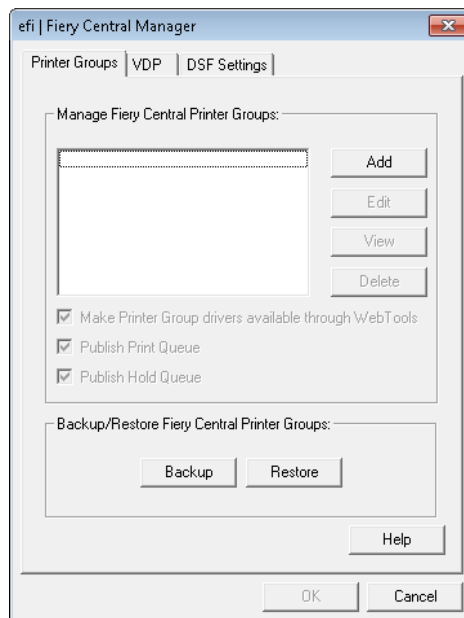 efi | Fiery Central Manager
Printer Groups VDP DSF Settings
Manage Fiery Central Printer Groups:
Add
Edit
View
Delete
Make Printer Group drivers available through WebTools
Publish Print Queue
Publish Hold Queue
Backup/Restore Fiery Central Printer Groups:
Backup Restore
Help
OK Cancel